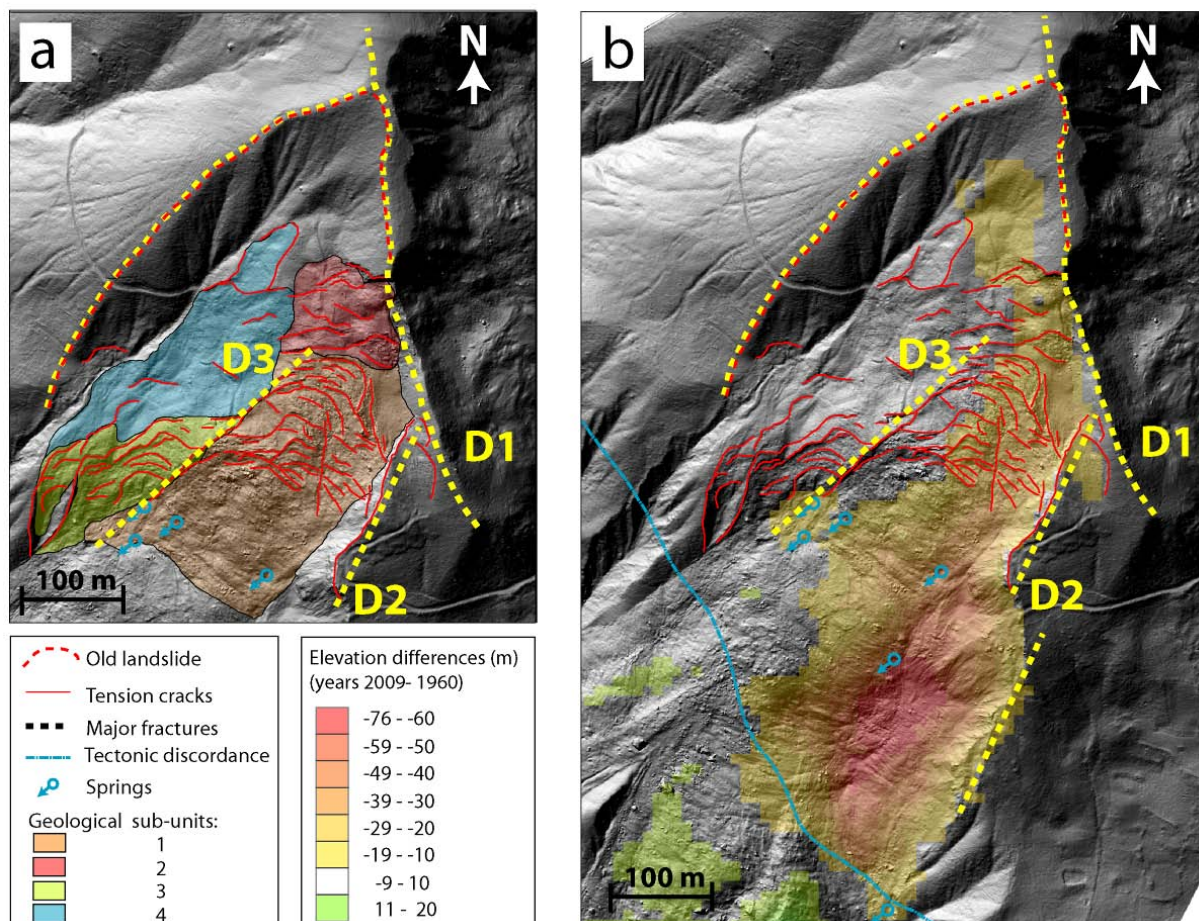 a
N
D3
D1
D2
100 m
b
N
D3
D1
D2
100 m
Old landslide
Tension cracks
Major fractures
Tectonic discordance
Springs
Geological sub-units:
1
2
3
4
Elevation differences (m)
(years 2009- 1960)
-76 - -60
-59 - -50
-49 - -40
-39 - -30
-29 - -20
-19 - -10
-9 - 10
11 - 20